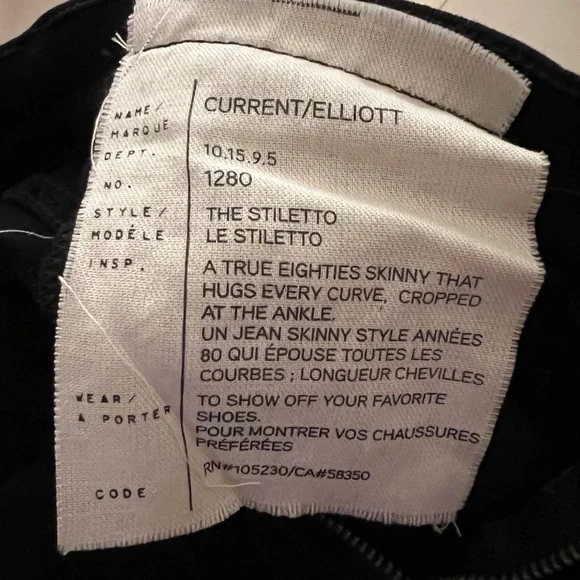 NAME/ CURRENT/ELLIOTT
MARQUE
DEPT. 10.15.9.5
NO. 1280
STYLE/ THE STILETTO
MODÉLE LE STILETTO
INSP. A TRUE EIGHTIES SKINNY THAT
HUGS EVERY CURVE, CROPPED
AT THE ANKLE.
UN JEAN SKINNY STYLE ANNÉES
80 QUI ÉPOUSE TOUTES LES
COURBES ; LONGUEUR CHEVILLES
WEAR/ TO SHOW OFF YOUR FAVORITE
A PORTER SHOES.
POUR MONTRER VOS CHAUSSURES
PRÉFÉRÉES
CODE RN#105230/CA#58350